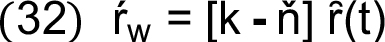 (32) ŕw = [k - ň] r̂(t)